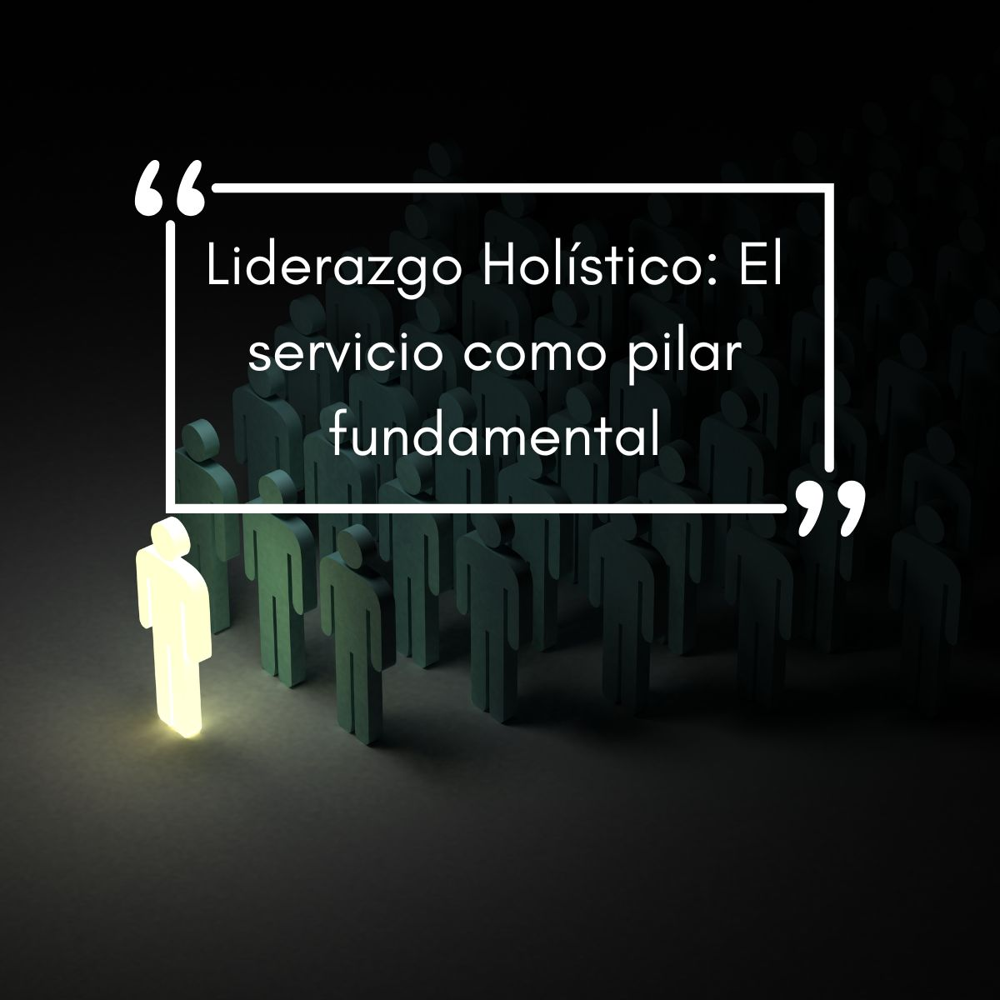 Liderazgo Holístico: El
servicio como pilar
fundamental